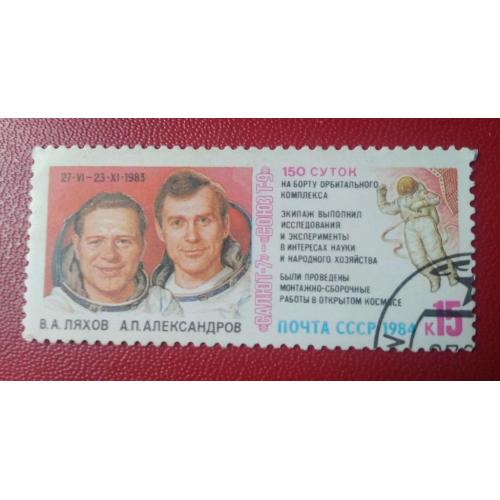 27·VI-23·XI·1983
В.А.ЛЯХОВ А.П.АЛЕКСАНДРОВ
«САЛЮТ-7»-«СОЮЗ Т-9»
150 СУТОК
НА БОРТУ ОРБИТАЛЬНОГО
КОМПЛЕКСА
ЭКИПАЖ ВЫПОЛНИЛ
ИССЛЕДОВАНИЯ
И ЭКСПЕРИМЕНТЫ
В ИНТЕРЕСАХ НАУКИ
И НАРОДНОГО ХОЗЯЙСТВА
БЫЛИ ПРОВЕДЕНЫ
МОНТАЖНО-СБОРОЧНЫЕ
РАБОТЫ В ОТКРЫТОМ КОСМОСЕ
ПОЧТА СССР 1984 К15